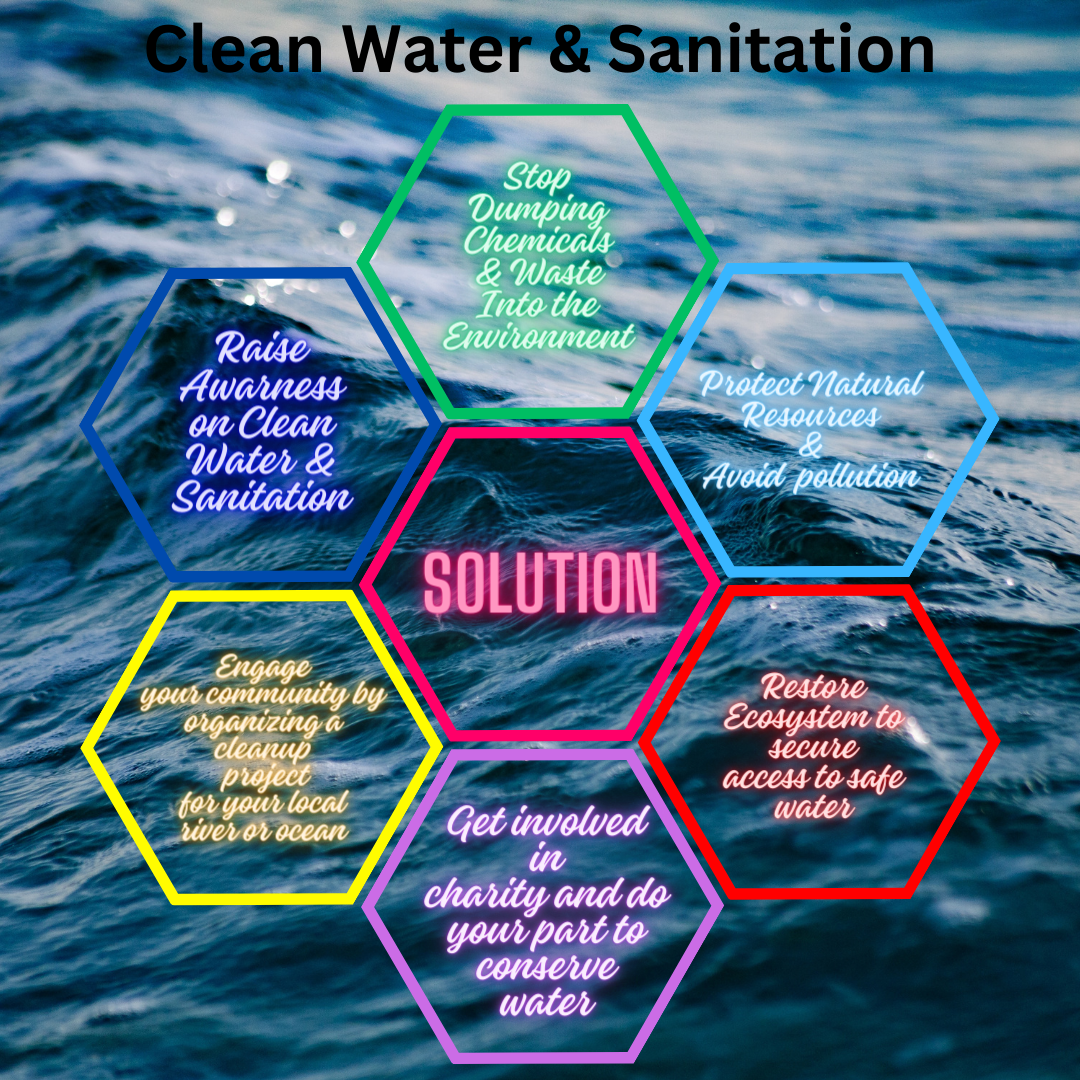 Clean Water & Sanitation
Stop
Dumping
Chemicals
& Waste
Into the
Environment
Raise
Awarness
on Clean
Water &
Sanitation
Protect Natural
Resources
&
Avoid pollution
SOLUTION
Engage
your community by
organizing a
cleanup
project
for your local
river or ocean
Restore
Ecosystem to
secure
access to safe
water
Get involved
in
charity and do
your part to
conserve
water